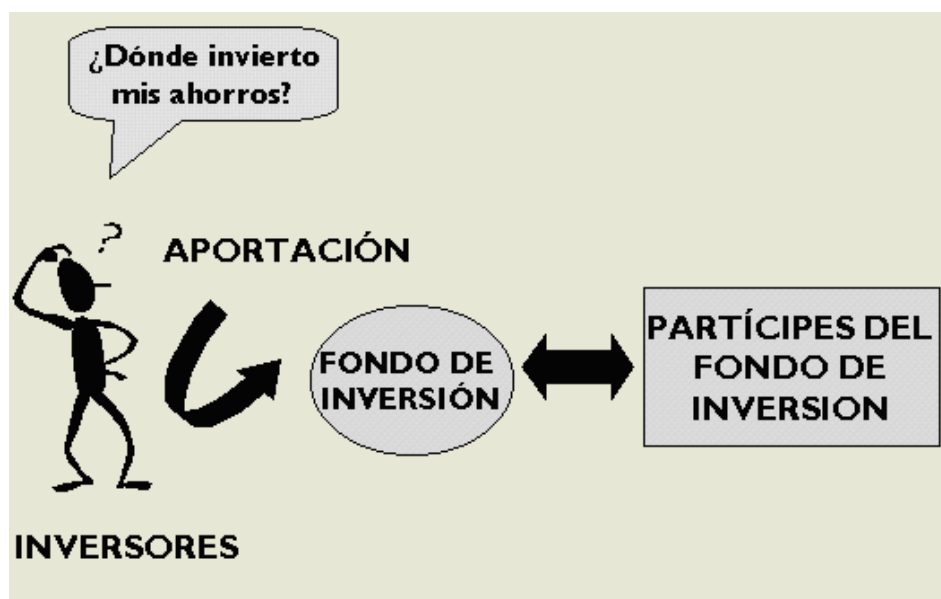 ¿Dónde invierto
mis ahorros?
?
APORTACIÓN
FONDO DE
INVERSIÓN
PARTÍCIPES DEL
FONDO DE
INVERSION
INVERSORES